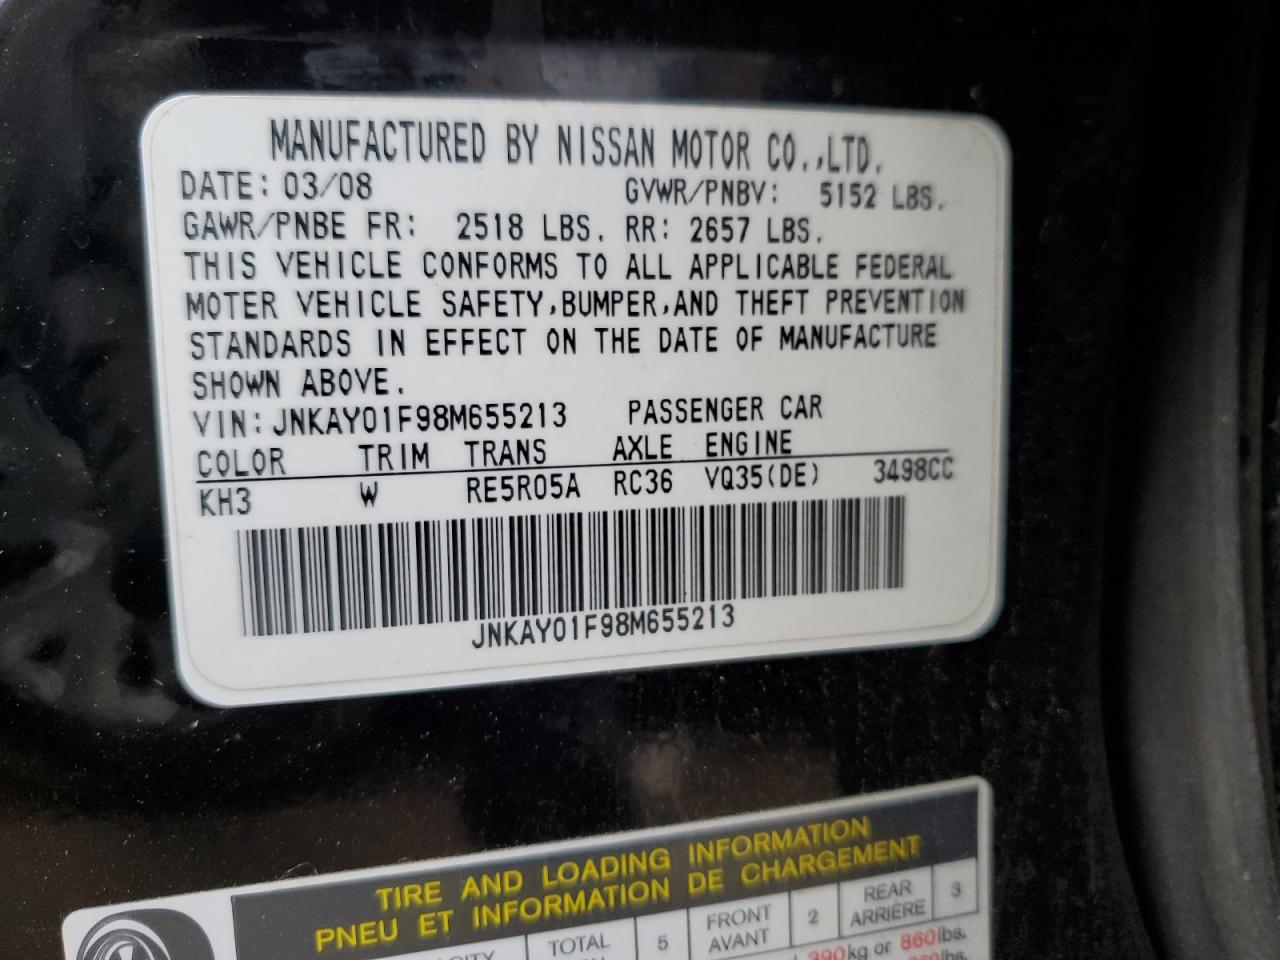 MANUFACTURED BY NISSAN MOTOR CO.,LTD.
DATE: 03/08 GVWR/PNBV: 5152 LBS.
GAWR/PNBE FR: 2518 LBS. RR: 2657 LBS.
THIS VEHICLE CONFORMS TO ALL APPLICABLE FEDERAL
MOTER VEHICLE SAFETY,BUMPER,AND THEFT PREVENTION
STANDARDS IN EFFECT ON THE DATE OF MANUFACTURE
SHOWN ABOVE.
VIN: JNKAY01F98M655213 PASSENGER CAR
COLOR TRIM TRANS AXLE ENGINE
KH3 W RE5R05A RC36 VQ35(DE) 3498CC
JNKAY01F98M655213
TIRE AND LOADING INFORMATION
PNEU ET INFORMATION DE CHARGEMENT
TOTAL 5 FRONT 2 REAR 3
AVANT ARRIÈRE
390kg or 860lbs.